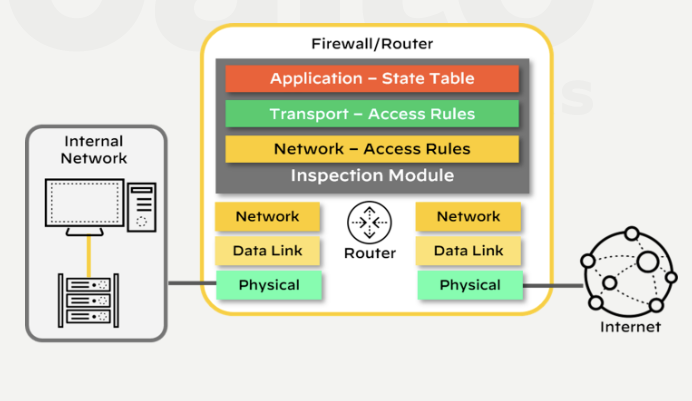 Firewall/Router
Application – State Table
Transport – Access Rules
Network – Access Rules
Inspection Module
Internal
Network
Network
Data Link
Physical
Router
Network
Data Link
Physical
Internet